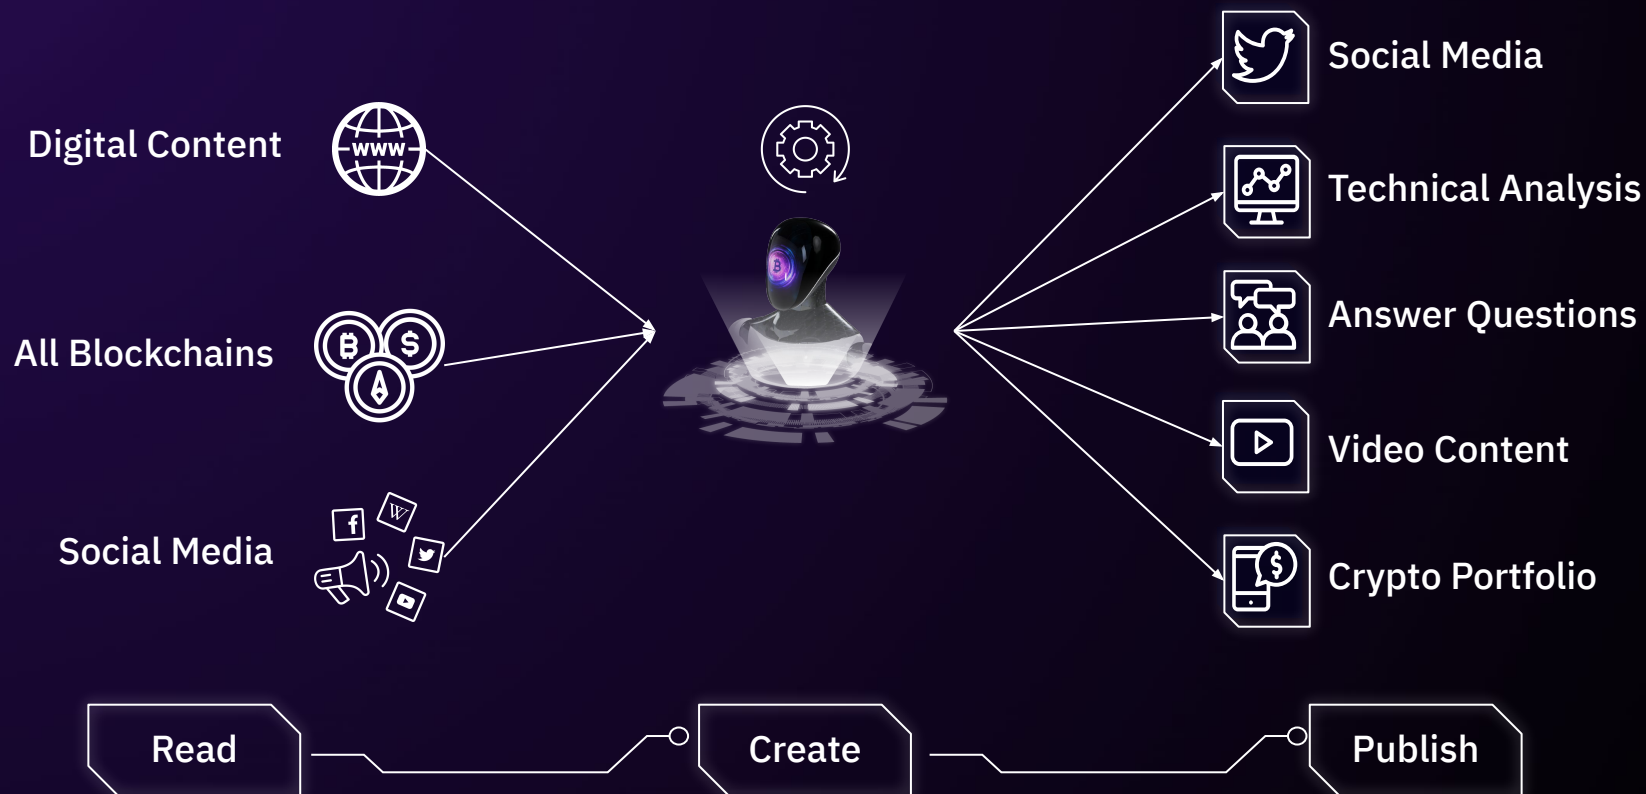 Social Media
Digital Content
WWW
Technical Analysis
Answer Questions
All Blockchains
Video Content
Social Media
Crypto Portfolio
Read
Create
Publish